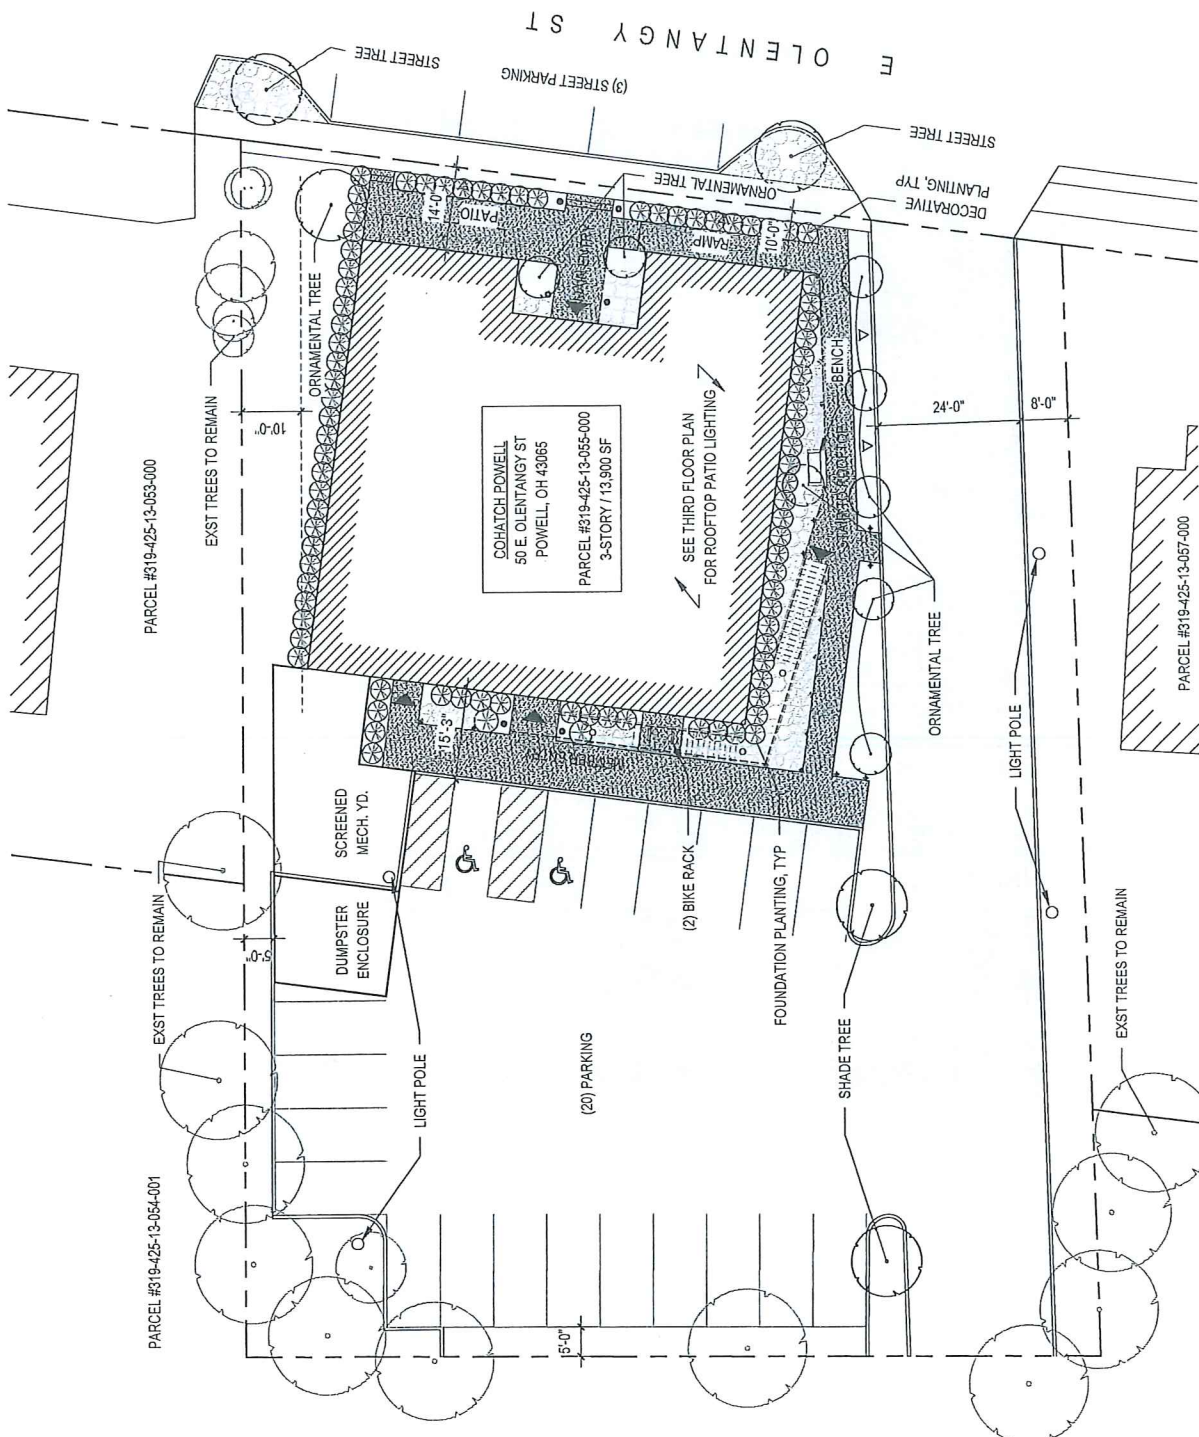 E OLENTANGY ST
STREET TREE
(3) STREET PARKING
STREET TREE
DECORATIVE
PLANTING, TYP
ORNAMENTAL TREE
14'-0"
PATIO
RAMP
10'-0"
MAIN ENTRY
ORNAMENTAL TREE
EXST TREES TO REMAIN
10'-0"
PARCEL #319-425-13-053-000
COHATCH POWELL
50 E. OLENTANGY ST
POWELL, OH 43065
PARCEL #319-425-13-055-000
3-STORY / 13,900 SF
SEE THIRD FLOOR PLAN
FOR ROOFTOP PATIO LIGHTING
BENCH
24'-0"
8'-0"
PARCEL #319-425-13-057-000
ORNAMENTAL TREE
LIGHT POLE
15'-3"
SCREENED
MECH. YD.
DUMPSTER
ENCLOSURE
(2) BIKE RACK
FOUNDATION PLANTING, TYP
EXST TREES TO REMAIN
5'-0"
LIGHT POLE
(20) PARKING
SHADE TREE
EXST TREES TO REMAIN
PARCEL #319-425-13-054-001
5'-0"